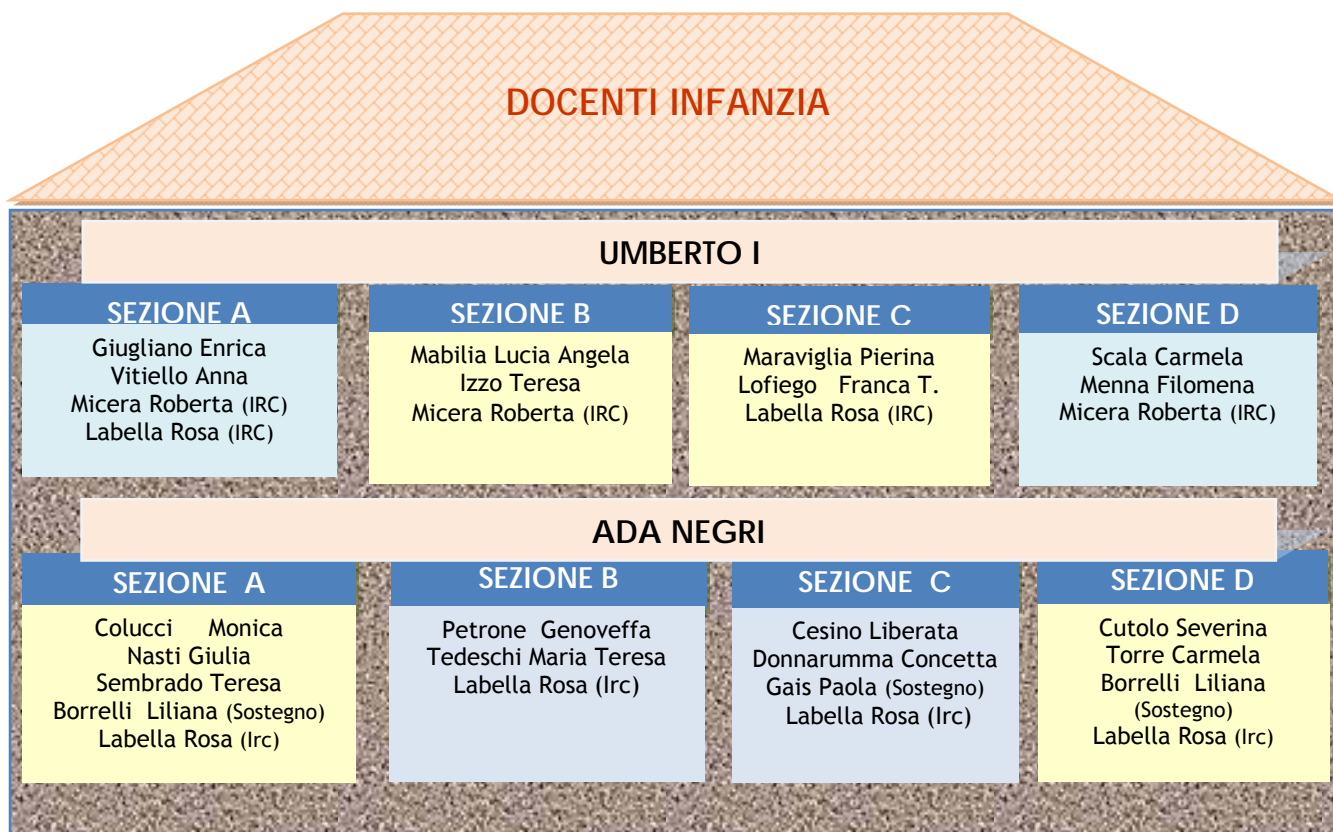 DOCENTI INFANZIA
UMBERTO I
SEZIONE A
Giugliano Enrica
Vitiello Anna
Micera Roberta (IRC)
Labella Rosa (IRC)
SEZIONE B
Mabilia Lucia Angela
Izzo Teresa
Micera Roberta (IRC)
SEZIONE C
Maraviglia Pierina
Lofiego Franca T.
Labella Rosa (IRC)
SEZIONE D
Scala Carmela
Menna Filomena
Micera Roberta (IRC)
ADA NEGRI
SEZIONE A
Colucci Monica
Nasti Giulia
Sembrado Teresa
Borrelli Liliana (Sostegno)
Labella Rosa (Irc)
SEZIONE B
Petrone Genoveffa
Tedeschi Maria Teresa
Labella Rosa (Irc)
SEZIONE C
Cesino Liberata
Donnarumma Concetta
Gais Paola (Sostegno)
Labella Rosa (Irc)
SEZIONE D
Cutolo Severina
Torre Carmela
Borrelli Liliana
(Sostegno)
Labella Rosa (Irc)